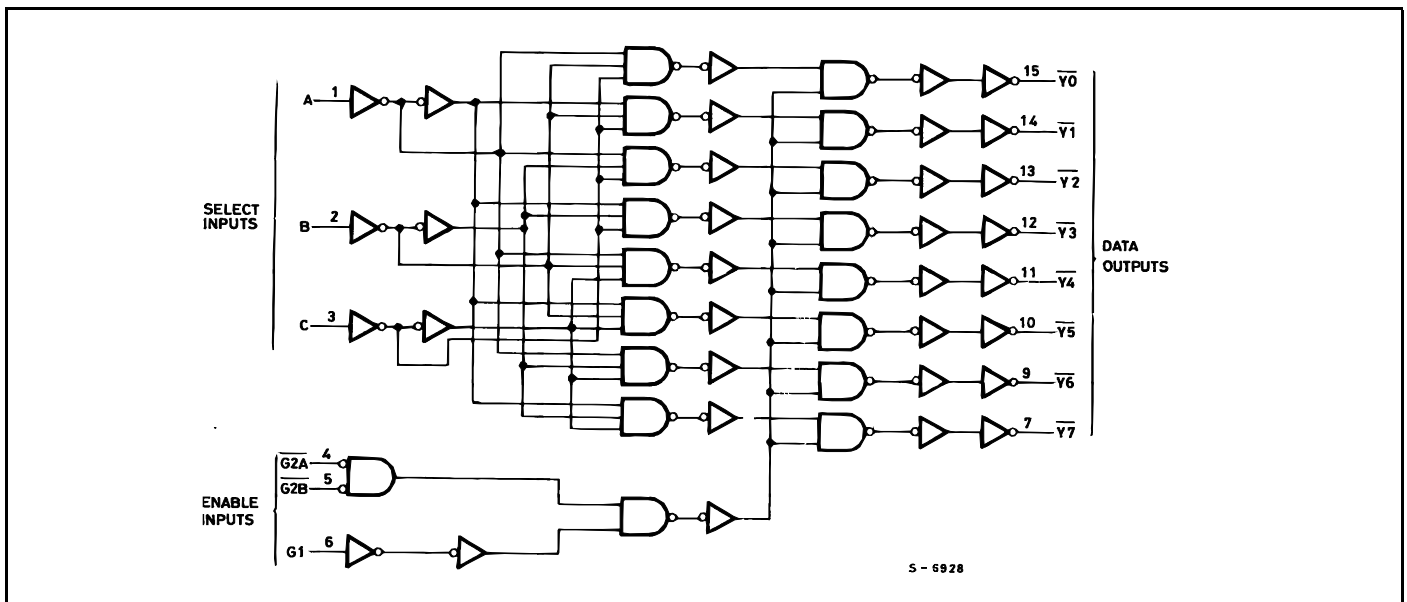 SELECT
INPUTS
A 1
B 2
C 3
ENABLE
INPUTS
G2A 4
G2B 5
G1 6
15 Y0
14 Y1
13 Y2
12 Y3
11 Y4
10 Y5
9 Y6
7 Y7
DATA
OUTPUTS
S - 6928